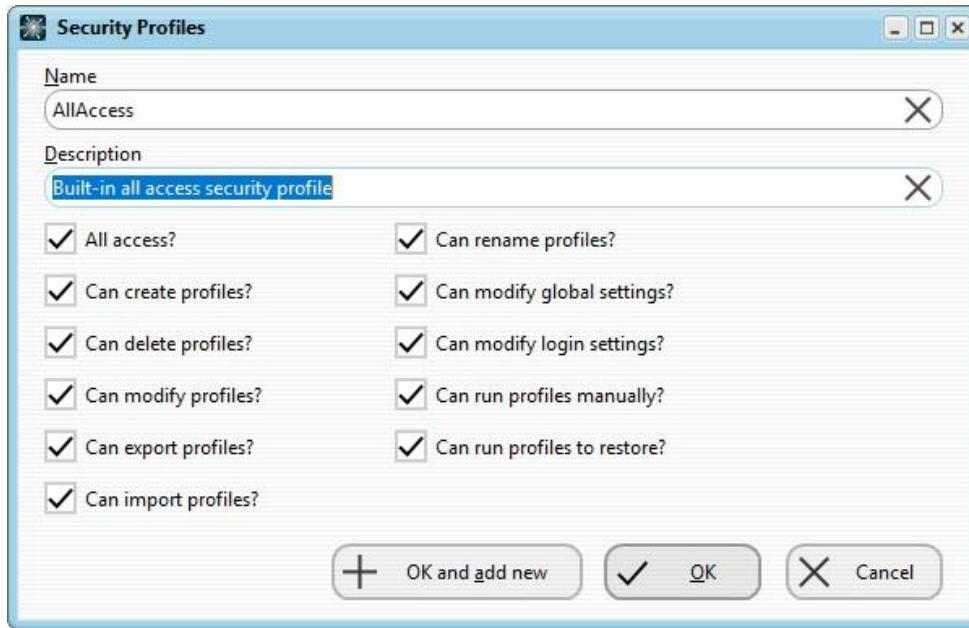 Security Profiles
Name
AllAccess
Description
Built-in all access security profile
All access?
Can rename profiles?
Can create profiles?
Can modify global settings?
Can delete profiles?
Can modify login settings?
Can modify profiles?
Can run profiles manually?
Can export profiles?
Can run profiles to restore?
Can import profiles?
OK and add new
OK
Cancel